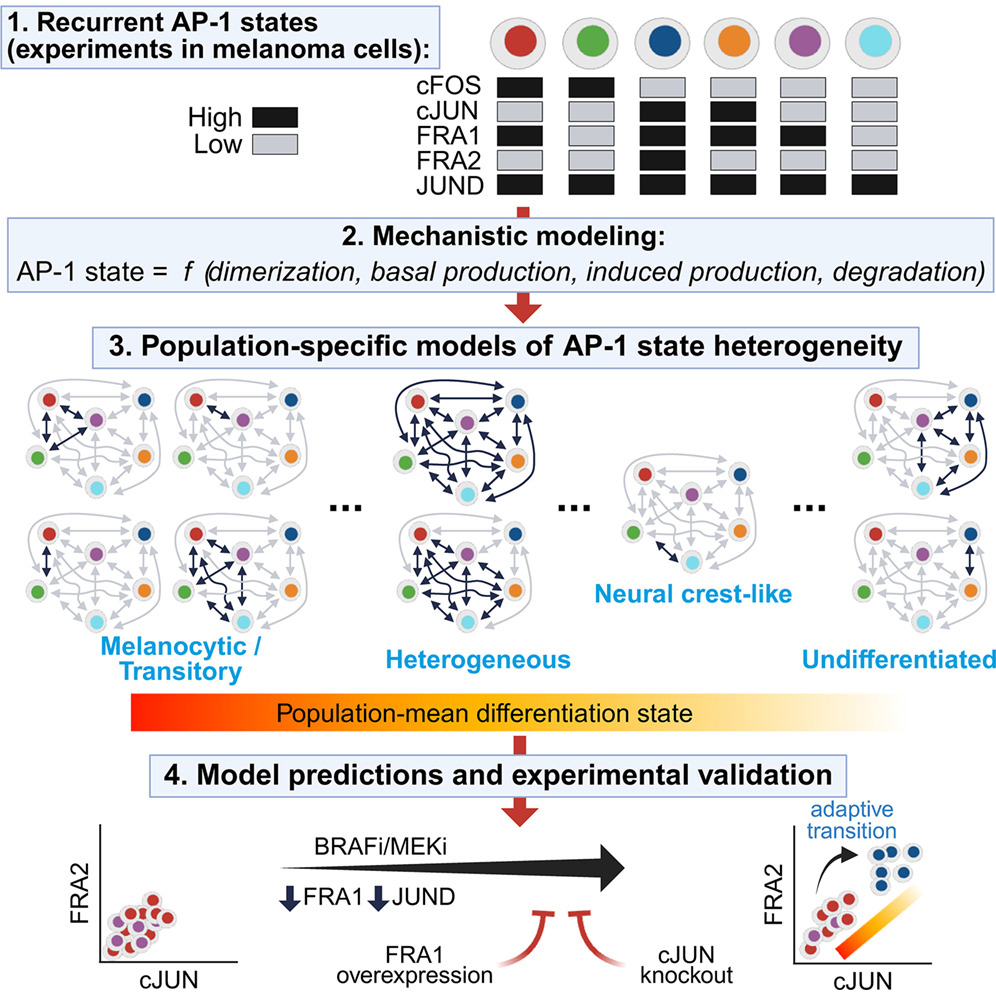 1. Recurrent AP-1 states
(experiments in melanoma cells):
High
Low
cFOS
cJUN
FRA1
FRA2
JUND
2. Mechanistic modeling:
AP-1 state = f (dimerization, basal production, induced production, degradation)
3. Population-specific models of AP-1 state heterogeneity
... ... ...
Melanocytic /
Transitory
Heterogeneous
Neural crest-like
Undifferentiated
Population-mean differentiation state
4. Model predictions and experimental validation
FRA2
cJUN
BRAFi/MEKi
FRA1 JUND
FRA1
overexpression
cJUN
knockout
adaptive
transition
FRA2
cJUN